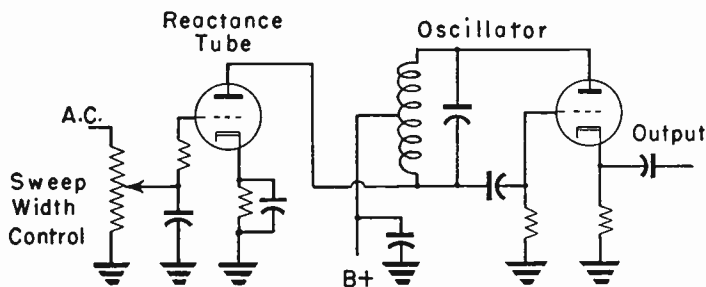 Reactance
Tube
Oscillator
A.C.
Output
Sweep
Width
Control
B+